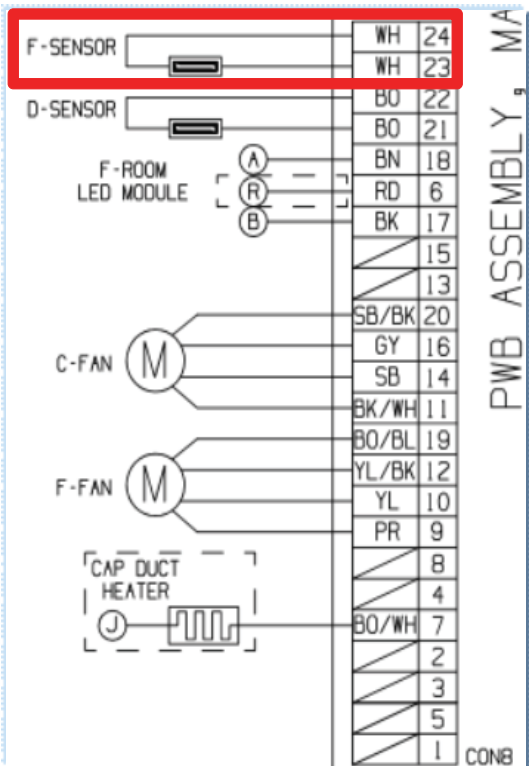 F-SENSOR
WH 24
WH 23
D-SENSOR
BO 22
BO 21
A BN 18
F-ROOM
LED MODULE
R RD 6
B BK 17
15
13
SB/BK 20
C-FAN M GY 16
SB 14
BK/WH 11
BO/BL 19
F-FAN M YL/BK 12
YL 10
PR 9
8
CAP DUCT
HEATER
4
J BO/WH 7
2
3
5
1 CON8
PWB ASSEMBLY, MA